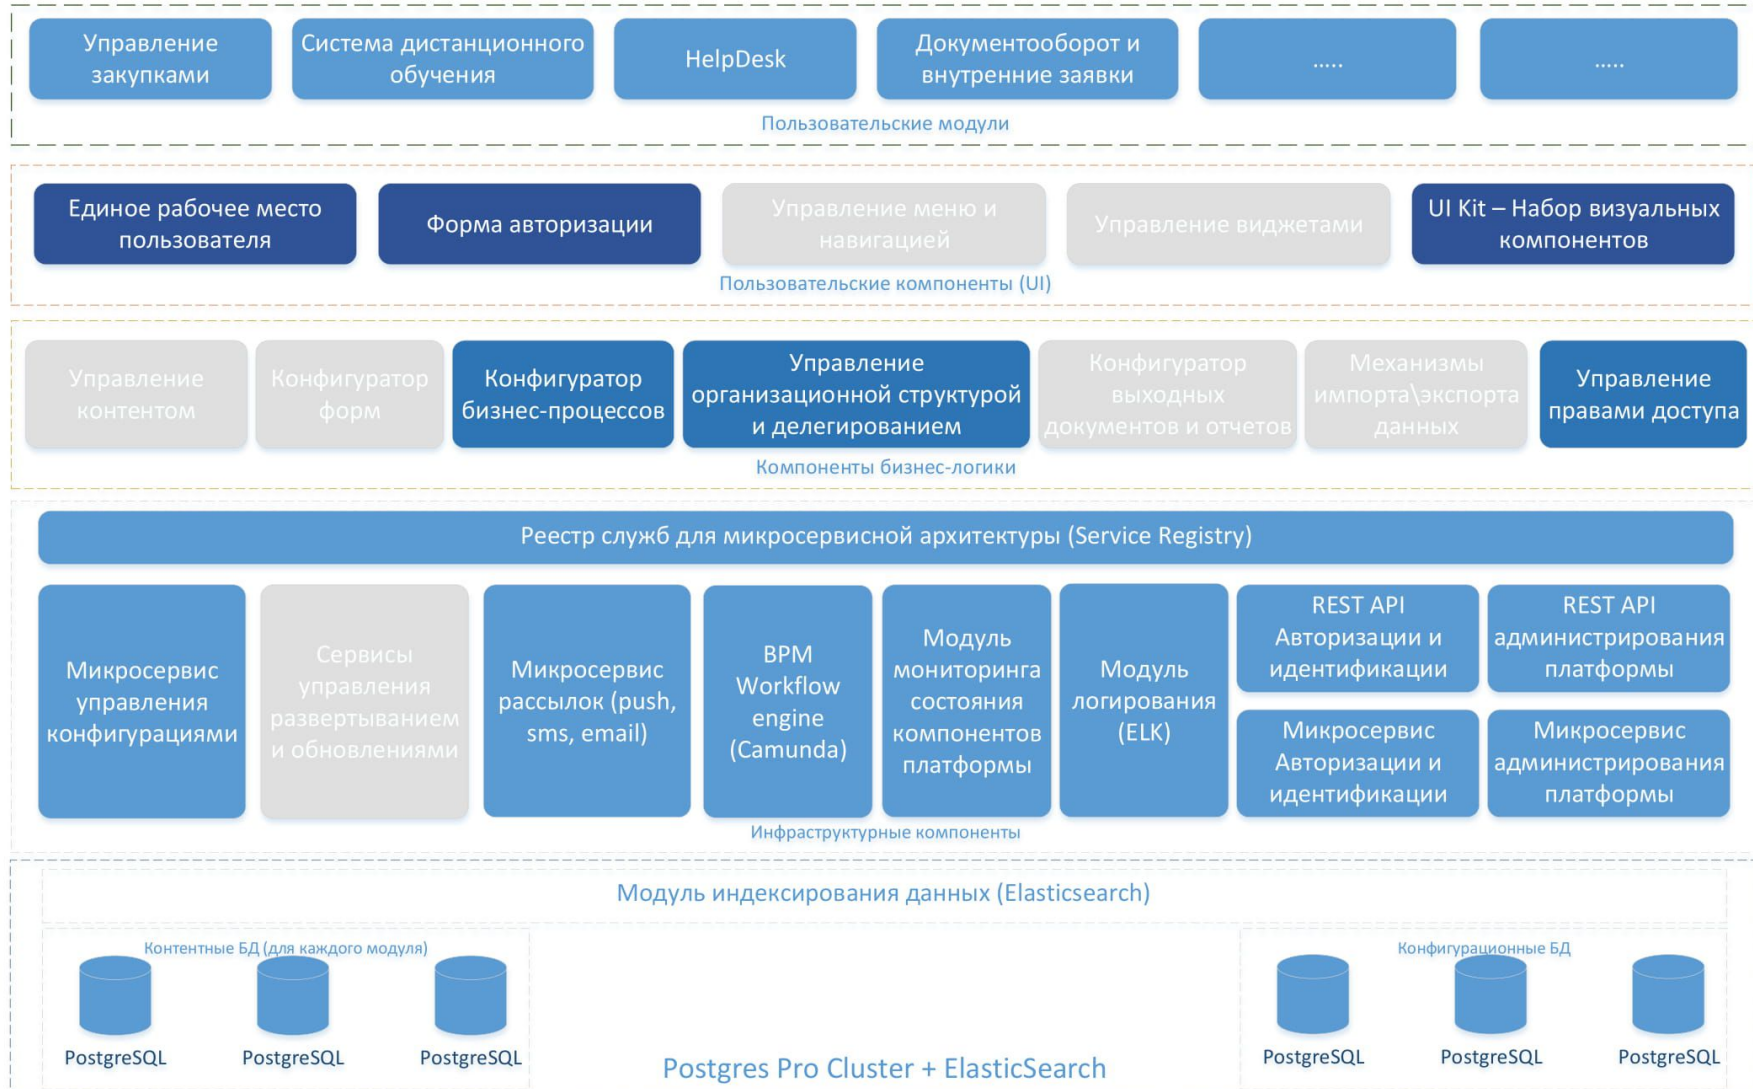 Управление
закупками
Система дистанционного
обучения
HelpDesk
Документооборот и
внутренние заявки
.....
.....
Пользовательские модули
Единое рабочее место
пользователя
Форма авторизации
Управление меню и
навигацией
Управление виджетами
UI Kit – Набор визуальных
компонентов
Пользовательские компоненты (UI)
Управление
контентом
Конфигуратор
форм
Конфигуратор
бизнес-процессов
Управление
организационной структурой
и делегированием
Конфигуратор
выходных
документов и отчетов
Механизмы
импорта\экспорта
данных
Управление
правами доступа
Компоненты бизнес-логики
Реестр служб для микросервисной архитектуры (Service Registry)
Микросервис
управления
конфигурациями
Сервисы
управления
развертыванием
и обновлениями
Микросервис
рассылок (push,
sms, email)
BPM
Workflow
engine
(Camunda)
Модуль
мониторинга
состояния
компонентов
платформы
Модуль
логирования
(ELK)
REST API
Авторизации и
идентификации
REST API
администрирования
платформы
Микросервис
Авторизации и
идентификации
Микросервис
администрирования
платформы
Инфраструктурные компоненты
Модуль индексирования данных (Elasticsearch)
Контентные БД (для каждого модуля)
PostgreSQL
PostgreSQL
PostgreSQL
Конфигурационные БД
PostgreSQL
PostgreSQL
PostgreSQL
Postgres Pro Cluster + ElasticSearch